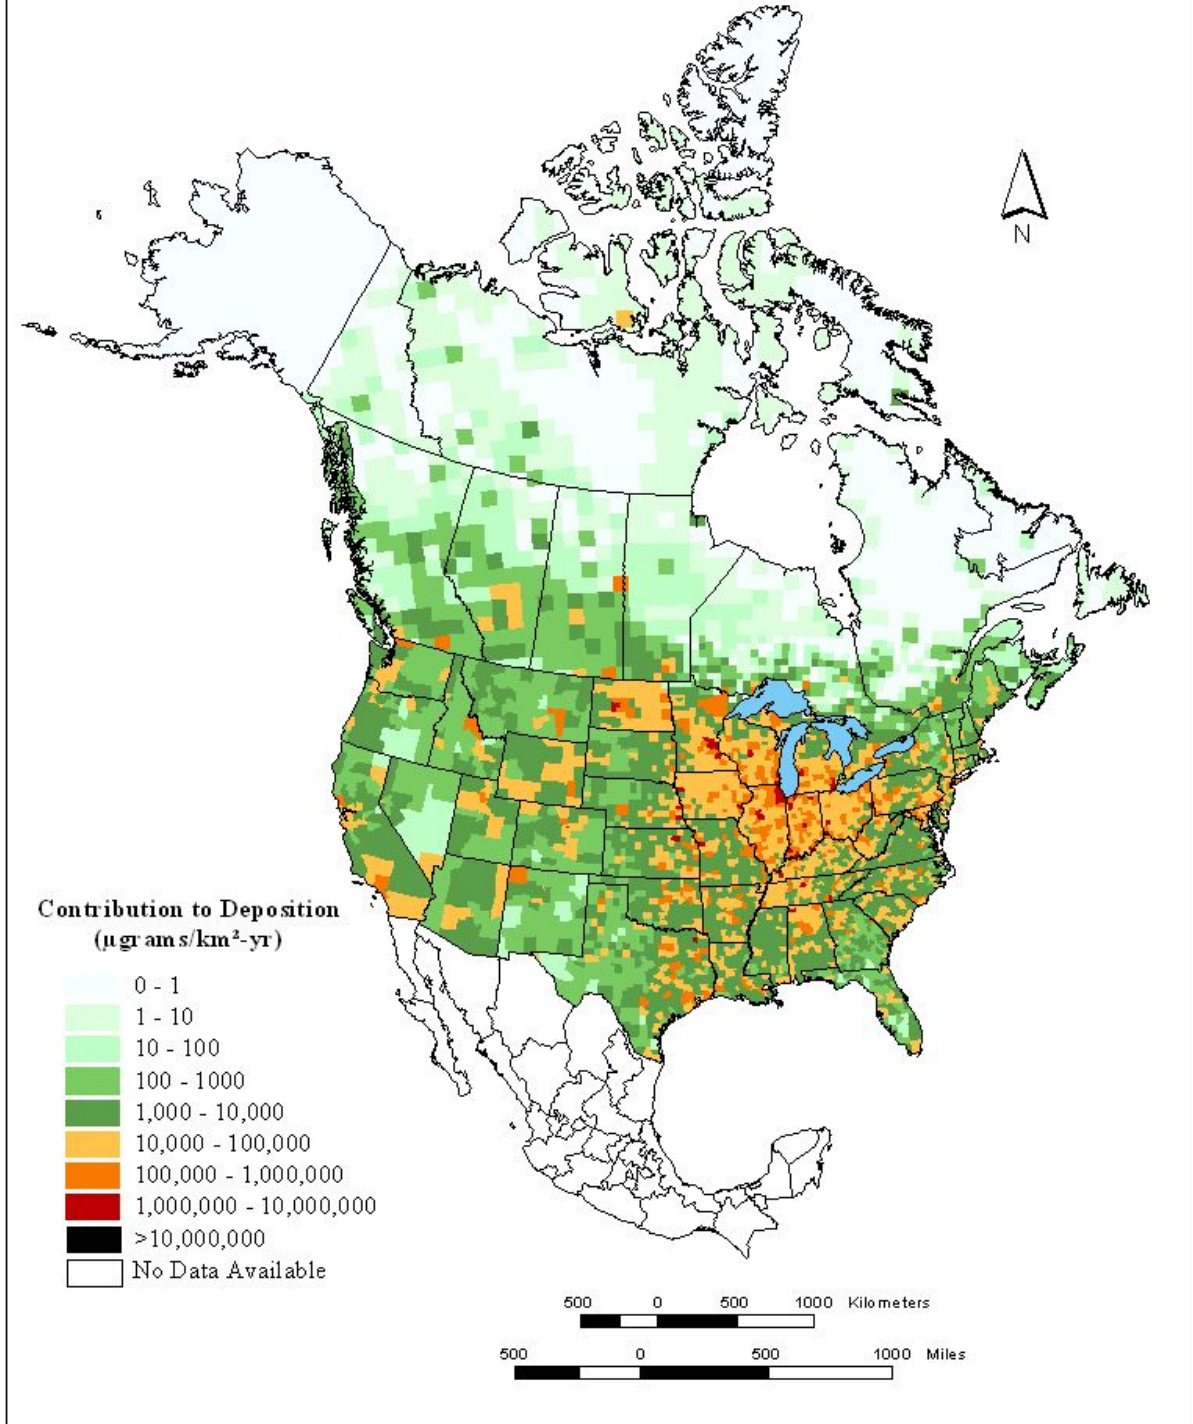 N
Contribution to Deposition
(µgrams/km²-yr)
0 - 1
1 - 10
10 - 100
100 - 1000
1,000 - 10,000
10,000 - 100,000
100,000 - 1,000,000
1,000,000 - 10,000,000
>10,000,000
No Data Available
500 0 500 1000 Kilometers
500 0 500 1000 Miles